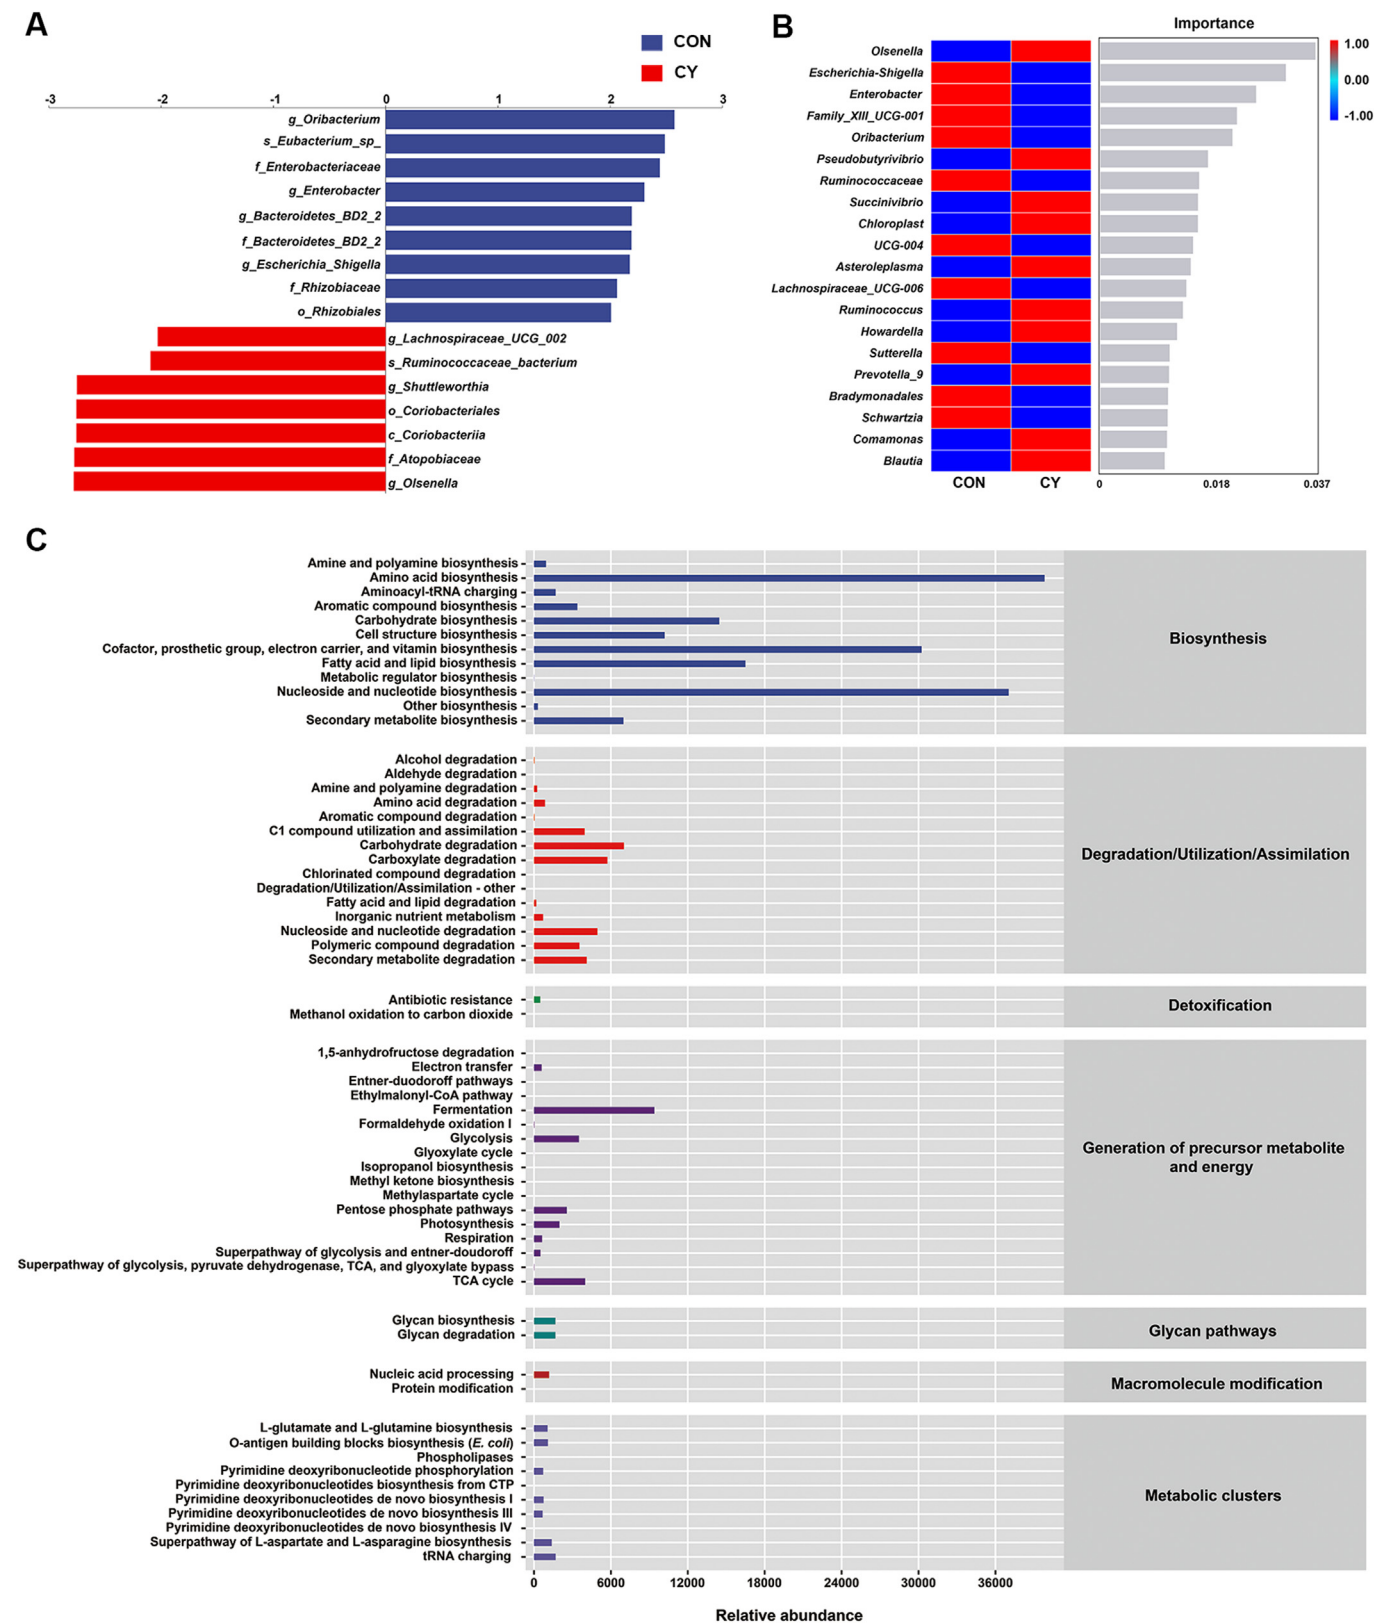 A
CON
CY
-3 -2 -1 0 1 2 3
g_Oribacterium
s_Eubacterium_sp_
f_Enterobacteriaceae
g_Enterobacter
g_Bacteroidetes_BD2_2
f_Bacteroidetes_BD2_2
g_Escherichia_Shigella
f_Rhizobiaceae
o_Rhizobiales
g_Lachnospiraceae_UCG_002
s_Ruminococcaceae_bacterium
g_Shuttleworthia
o_Coriobacteriales
c_Coriobacteriia
f_Atopobiaceae
g_Olsenella
B
Importance
Olsenella
Escherichia-Shigella
Enterobacter
Family_XIII_UCG-001
Oribacterium
Pseudobutyrivibrio
Ruminococcaceae
Succinivibrio
Chloroplast
UCG-004
Asteroleplasma
Lachnospiraceae_UCG-006
Ruminococcus
Howardella
Sutterella
Prevotella_9
Bradymonadales
Schwartzia
Comamonas
Blautia
CON CY
0 0.018 0.037
1.00
0.00
-1.00
C
Amine and polyamine biosynthesis
Amino acid biosynthesis
Aminoacyl-tRNA charging
Aromatic compound biosynthesis
Carbohydrate biosynthesis
Cell structure biosynthesis
Cofactor, prosthetic group, electron carrier, and vitamin biosynthesis
Fatty acid and lipid biosynthesis
Metabolic regulator biosynthesis
Nucleoside and nucleotide biosynthesis
Other biosynthesis
Secondary metabolite biosynthesis
Biosynthesis
Alcohol degradation
Aldehyde degradation
Amine and polyamine degradation
Amino acid degradation
Aromatic compound degradation
C1 compound utilization and assimilation
Carbohydrate degradation
Carboxylate degradation
Chlorinated compound degradation
Degradation/Utilization/Assimilation - other
Fatty acid and lipid degradation
Inorganic nutrient metabolism
Nucleoside and nucleotide degradation
Polymeric compound degradation
Secondary metabolite degradation
Degradation/Utilization/Assimilation
Antibiotic resistance
Methanol oxidation to carbon dioxide
Detoxification
1,5-anhydrofructose degradation
Electron transfer
Entner-duodoroff pathways
Ethylmalonyl-CoA pathway
Fermentation
Formaldehyde oxidation I
Glycolysis
Glyoxylate cycle
Isopropanol biosynthesis
Methyl ketone biosynthesis
Methylaspartate cycle
Pentose phosphate pathways
Photosynthesis
Respiration
Superpathway of glycolysis and entner-doudoroff
Superpathway of glycolysis, pyruvate dehydrogenase, TCA, and glyoxylate bypass
TCA cycle
Generation of precursor metabolite
and energy
Glycan biosynthesis
Glycan degradation
Glycan pathways
Nucleic acid processing
Protein modification
Macromolecule modification
L-glutamate and L-glutamine biosynthesis
O-antigen building blocks biosynthesis (E. coli)
Phospholipases
Pyrimidine deoxyribonucleotide phosphorylation
Pyrimidine deoxyribonucleotides biosynthesis from CTP
Pyrimidine deoxyribonucleotides de novo biosynthesis I
Pyrimidine deoxyribonucleotides de novo biosynthesis III
Pyrimidine deoxyribonucleotides de novo biosynthesis IV
Superpathway of L-aspartate and L-asparagine biosynthesis
tRNA charging
Metabolic clusters
0 6000 12000 18000 24000 30000 36000
Relative abundance